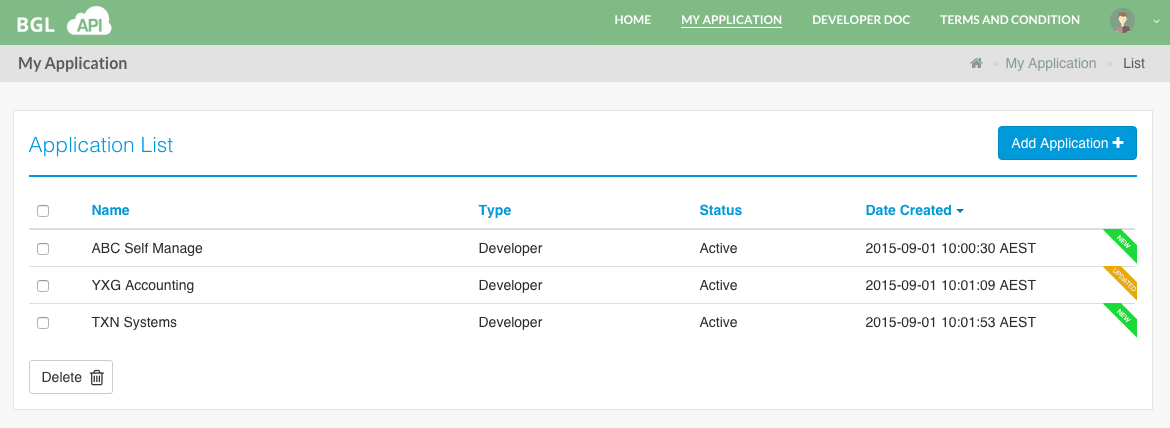 BGL API HOME MY APPLICATION DEVELOPER DOC TERMS AND CONDITION
My Application » My Application » List
Application List Add Application
Name Type Status Date Created
ABC Self Manage Developer Active 2015-09-01 10:00:30 AEST NEW
YXG Accounting Developer Active 2015-09-01 10:01:09 AEST UPDATED
TXN Systems Developer Active 2015-09-01 10:01:53 AEST NEW
Delete